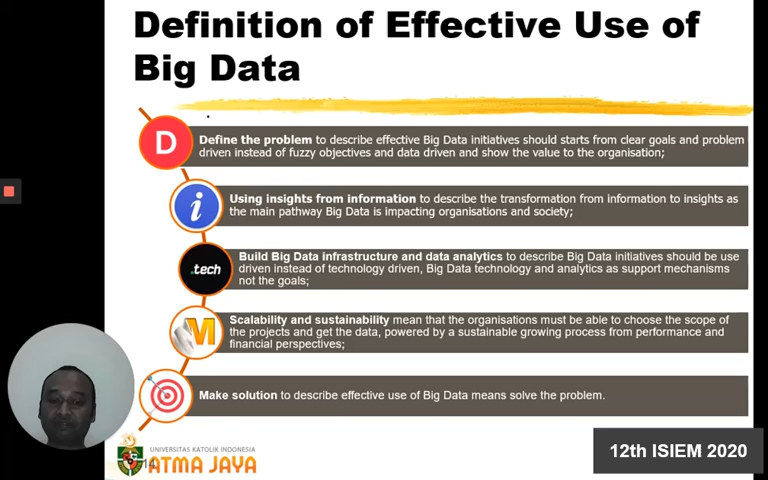 Definition of Effective Use of
Big Data
D
Define the problem to describe effective Big Data initiatives should starts from clear goals and problem
driven instead of fuzzy objectives and data driven and show the value to the organisation;
i
Using insights from information to describe the transformation from information to insights as
the main pathway Big Data is impacting organisations and society;
.tech
Build Big Data infrastructure and data analytics to describe Big Data initiatives should be use
driven instead of technology driven, Big Data technology and analytics as support mechanisms
not the goals;
M
Scalability and sustainability mean that the organisations must be able to choose the scope of
the projects and get the data, powered by a sustainable growing process from performance and
financial perspectives;
Make solution to describe effective use of Big Data means solve the problem.
UNIVERSITAS KATOLIK INDONESIA
ATMA JAYA
12th ISIEM 2020